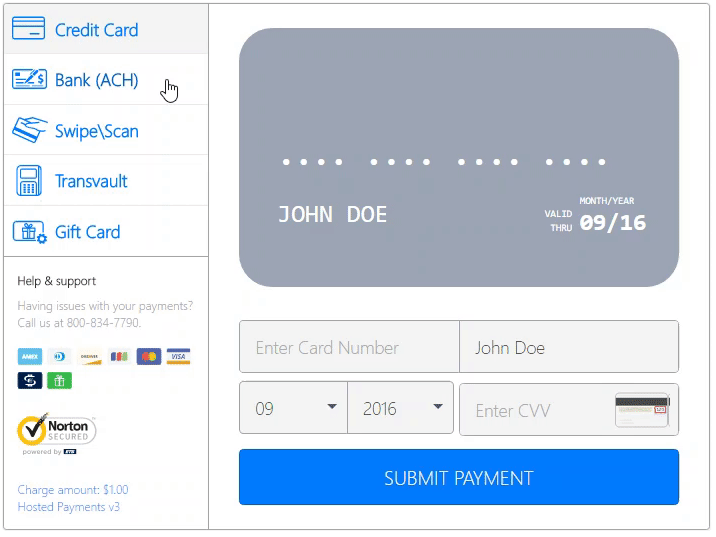 Credit Card
Bank (ACH)
Swipe\Scan
Transvault
Gift Card
Help & support
Having issues with your payments?
Call us at 800-834-7790.
AMEX
DISCOVER
VISA
Norton
SECURED
powered by
Charge amount: $1.00
Hosted Payments v3
•••• •••• •••• ••••
JOHN DOE
MONTH/YEAR
VALID THRU
09/16
Enter Card Number
John Doe
09
2016
Enter CVV
SUBMIT PAYMENT